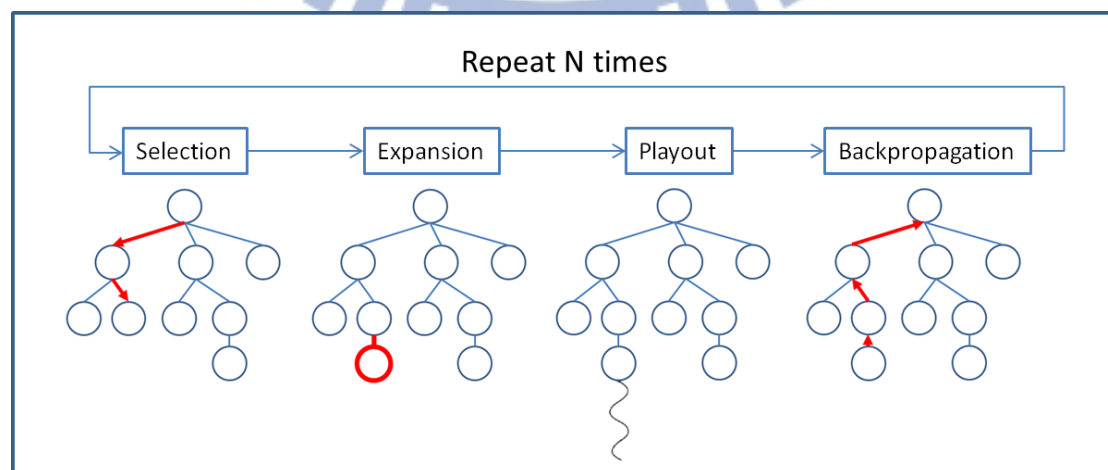 Repeat N times
Selection
Expansion
Playout
Backpropagation